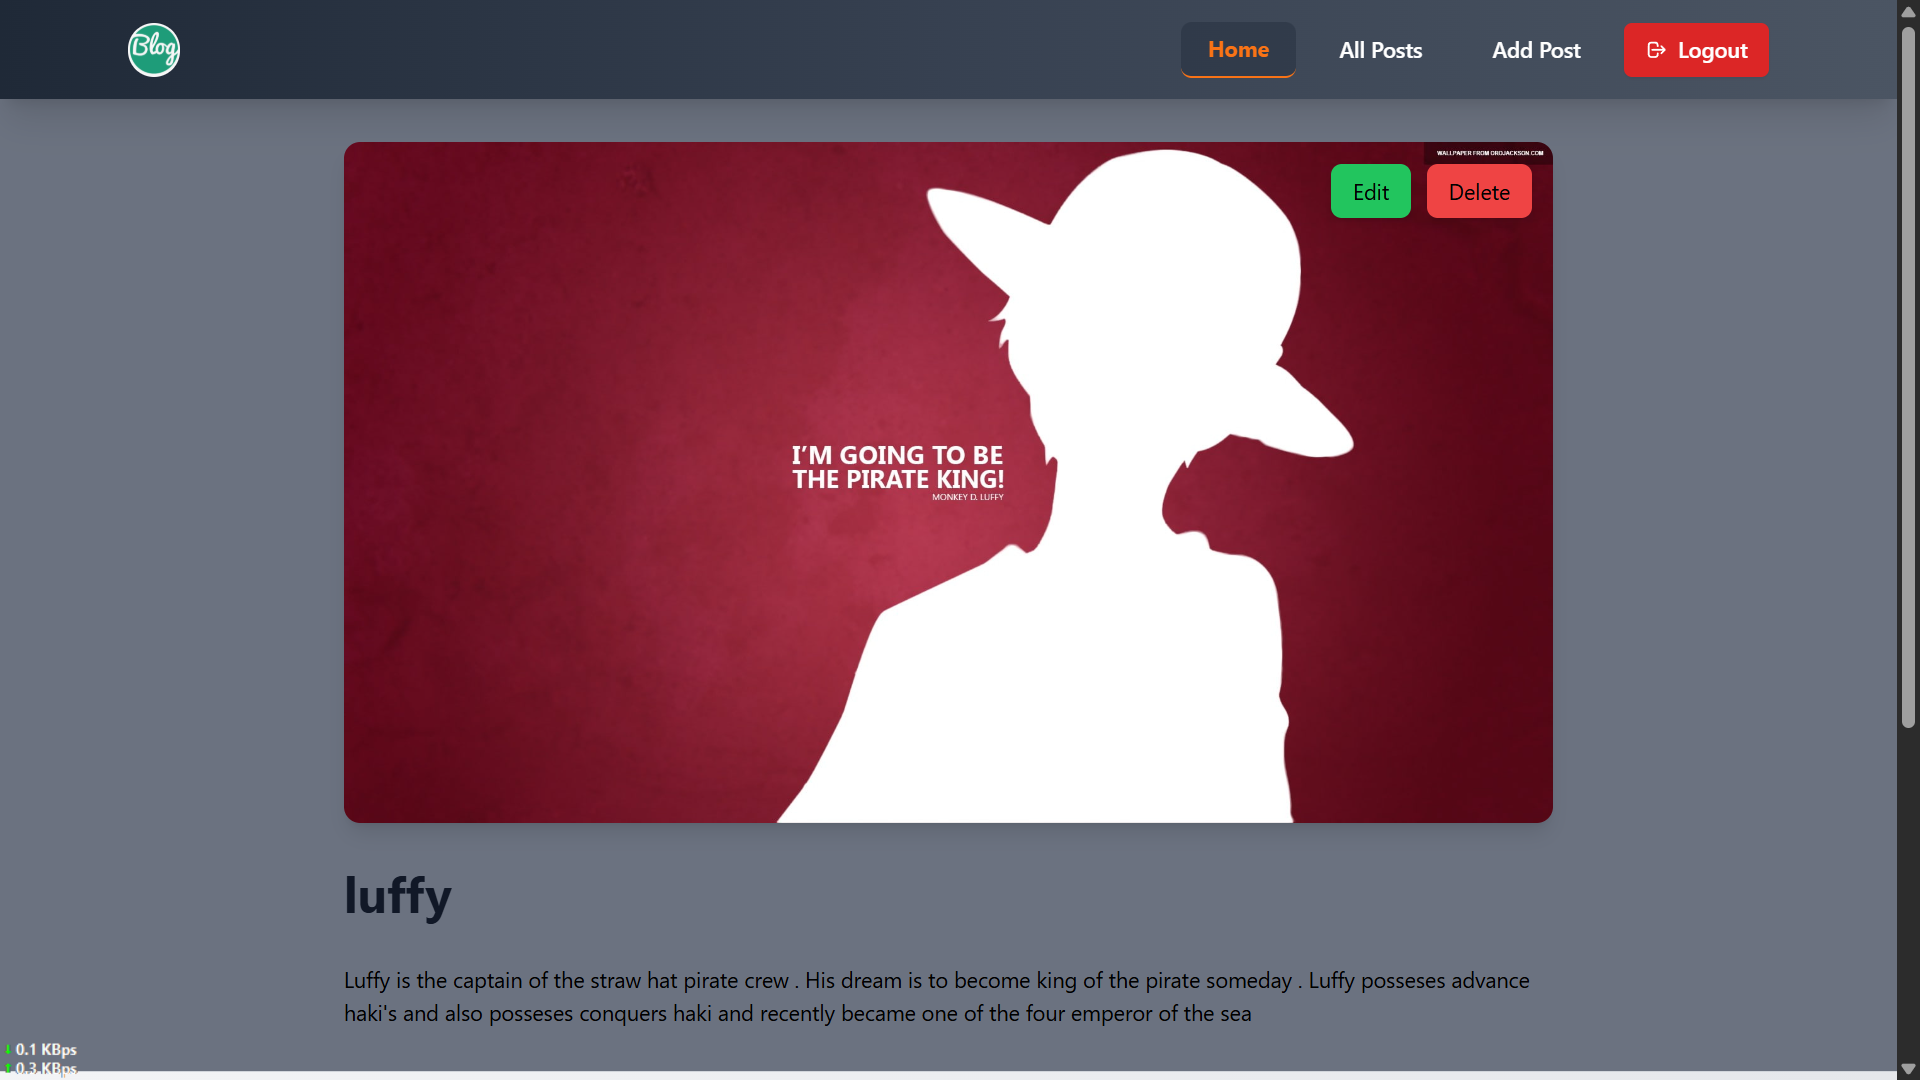 Blog
Home
All Posts
Add Post
Logout
WALLPAPER FROM ORDJACKSON.COM
Edit
Delete
I'M GOING TO BE
THE PIRATE KING!
MONKEY D. LUFFY
luffy
Luffy is the captain of the straw hat pirate crew . His dream is to become king of the pirate someday . Luffy posseses advance
haki's and also posseses conquers haki and recently became one of the four emperor of the sea
0.1 KBps
0.3 KBps